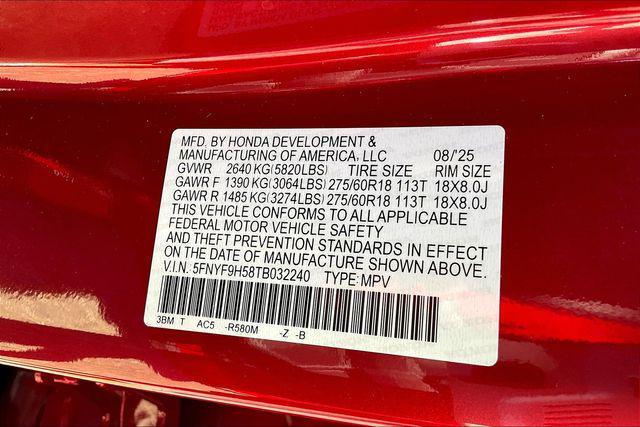 MFD. BY HONDA DEVELOPMENT &
MANUFACTURING OF AMERICA, LLC 08/'25
GVWR 2640 KG(5820LBS) TIRE SIZE RIM SIZE
GAWR F 1390 KG(3064LBS) 275/60R18 113T 18X8.0J
GAWR R 1485 KG(3274LBS) 275/60R18 113T 18X8.0J
THIS VEHICLE CONFORMS TO ALL APPLICABLE
FEDERAL MOTOR VEHICLE SAFETY
AND THEFT PREVENTION STANDARDS IN EFFECT
ON THE DATE OF MANUFACTURE SHOWN ABOVE.
V.I.N.: 5FNYF9H58TB032240 TYPE: MPV
3BM T AC5 -R580M -Z -B